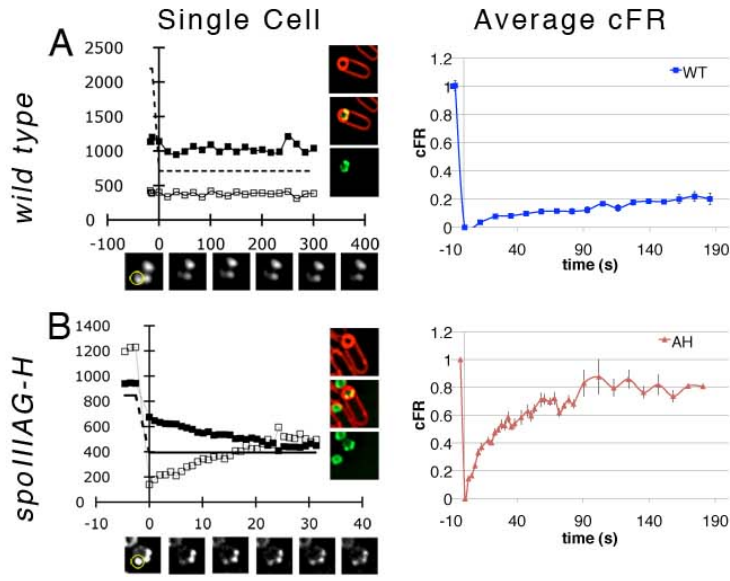 Single Cell
Average cFR
A
wild type
2500
2000
1500
1000
500
0
-100 0 100 200 300 400
1.2
1
0.8
0.6
0.4
0.2
0
cFR
WT
-10 40 90 140 190
time (s)
B
spoIIIAG-H
1400
1200
1000
800
600
400
200
0
-10 0 10 20 30 40
1.2
1
0.8
0.6
0.4
0.2
0
cFR
AH
-10 40 90 140 190
time (s)